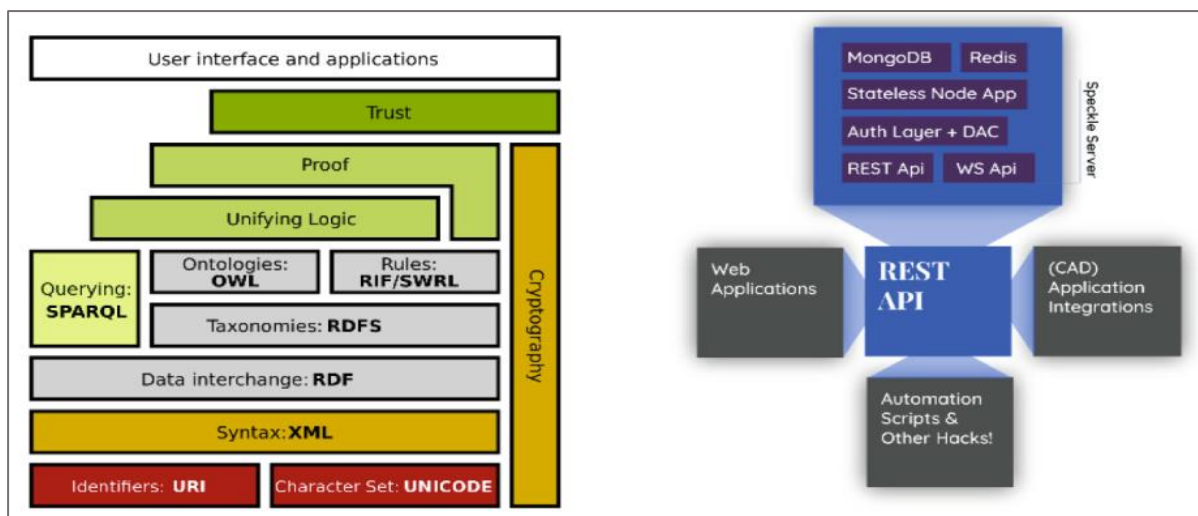 User interface and applications
Trust
Proof
Unifying Logic
Querying:
SPARQL
Ontologies:
OWL
Rules:
RIF/SWRL
Taxonomies: RDFS
Data interchange: RDF
Syntax:XML
Identifiers: URI
Character Set: UNICODE
Cryptography
MongoDB
Redis
Stateless Node App
Auth Layer + DAC
REST Api
WS Api
Speckle Server
Web
Applications
REST
API
(CAD)
Application
Integrations
Automation
Scripts &
Other Hacks!